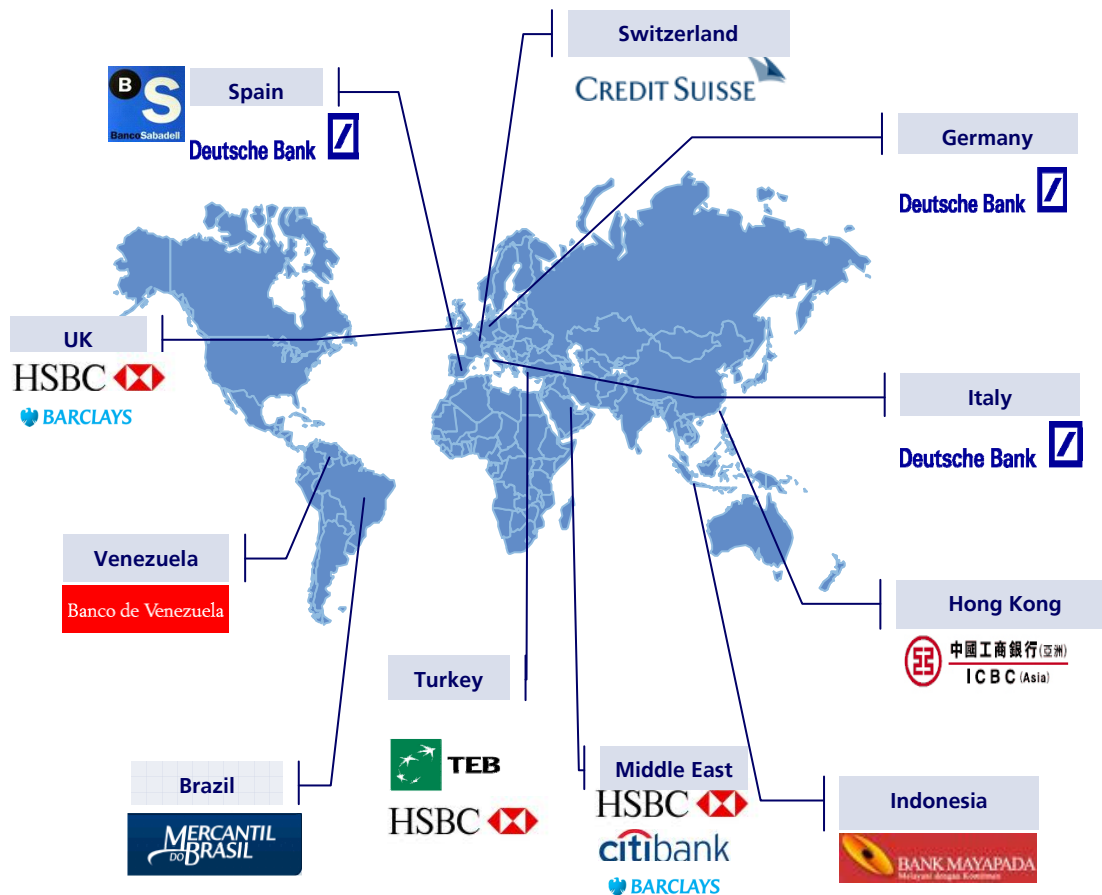 Switzerland
CREDIT SUISSE
B S
BancoSabadell
Spain
Deutsche Bank
Germany
Deutsche Bank
UK
HSBC
BARCLAYS
Italy
Deutsche Bank
Venezuela
Banco de Venezuela
Hong Kong
中國工商銀行(亞洲)
ICBC (Asia)
Turkey
TEB
HSBC
Middle East
HSBC
citibank
BARCLAYS
Brazil
MERCANTIL
DO BRASIL
Indonesia
BANK MAYAPADA
Melayani dengan Komitmen